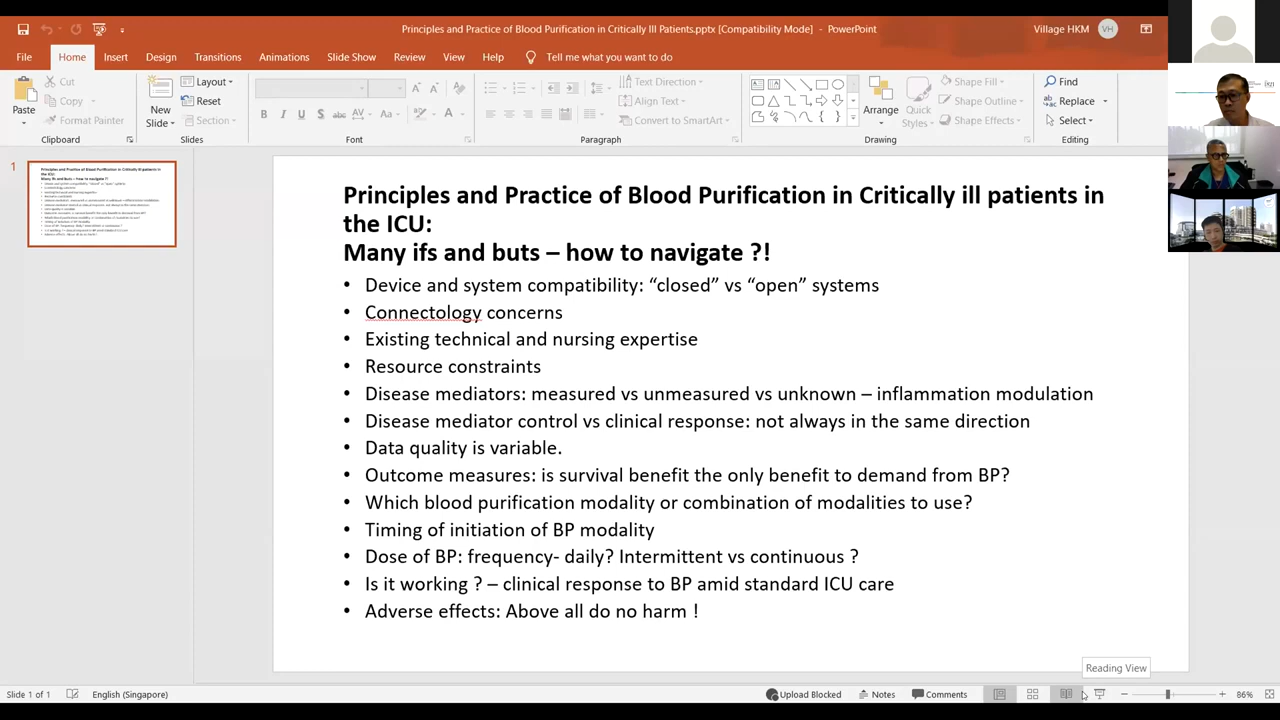 Principles and Practice of Blood Purification in Critically Ill Patients.pptx [Compatibility Mode] - PowerPoint
Village HKM
VH
File
Home
Insert
Design
Transitions
Animations
Slide Show
Review
View
Help
Tell me what you want to do
Paste
Cut
Copy
Format Painter
Clipboard
New
Slide
Layout
Reset
Section
Slides
Font
Text Direction
Align Text
Convert to SmartArt
Paragraph
Arrange
Quick
Styles
Shape Fill
Shape Outline
Shape Effects
Drawing
Find
Replace
Select
Editing
1
Principles and Practice of Blood Purification in Critically ill patients in
the ICU:
Many ifs and buts – how to navigate ?!
• Device and system compatibility: “closed” vs “open” systems
• Connectology concerns
• Existing technical and nursing expertise
• Resource constraints
• Disease mediators: measured vs unmeasured vs unknown – inflammation modulation
• Disease mediator control vs clinical response: not always in the same direction
• Data quality is variable.
• Outcome measures: is survival benefit the only benefit to demand from BP?
• Which blood purification modality or combination of modalities to use?
• Timing of initiation of BP modality
• Dose of BP: frequency- daily? Intermittent vs continuous ?
• Is it working ? – clinical response to BP amid standard ICU care
• Adverse effects: Above all do no harm !
Reading View
Slide 1 of 1
English (Singapore)
Upload Blocked
Notes
Comments
86%